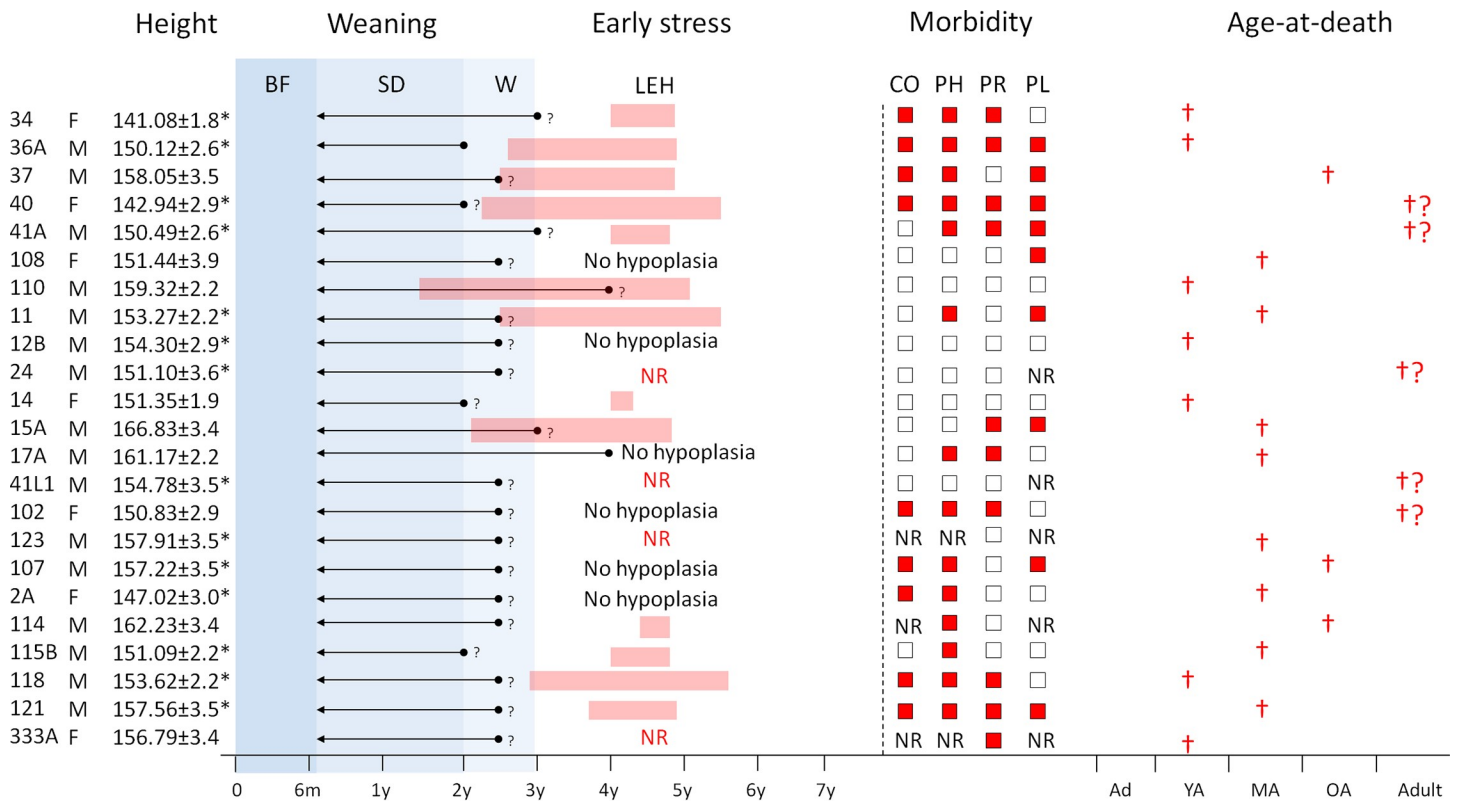 Height Weaning Early stress Morbidity Age-at-death
BF SD W LEH CO PH PR PL
34 F 141.08±1.8* ? †
36A M 150.12±2.6* †
37 M 158.05±3.5 ? †
40 F 142.94±2.9* ? †?
41A M 150.49±2.6* ? †?
108 F 151.44±3.9 ? No hypoplasia †
110 M 159.32±2.2 ? †
11 M 153.27±2.2* ? †
12B M 154.30±2.9* ? No hypoplasia †
24 M 151.10±3.6* ? NR NR †?
14 F 151.35±1.9 ? †
15A M 166.83±3.4 ? †
17A M 161.17±2.2 No hypoplasia †
41L1 M 154.78±3.5* ? NR NR †?
102 F 150.83±2.9 ? No hypoplasia †?
123 M 157.91±3.5* ? NR NR NR NR †
107 M 157.22±3.5* ? No hypoplasia †
2A F 147.02±3.0* ? No hypoplasia †
114 M 162.23±3.4 ? NR NR †
115B M 151.09±2.2* ? †
118 M 153.62±2.2* ? †
121 M 157.56±3.5* ? †
333A F 156.79±3.4 ? NR NR NR NR †
0 6m 1y 2y 3y 4y 5y 6y 7y Ad YA MA OA Adult